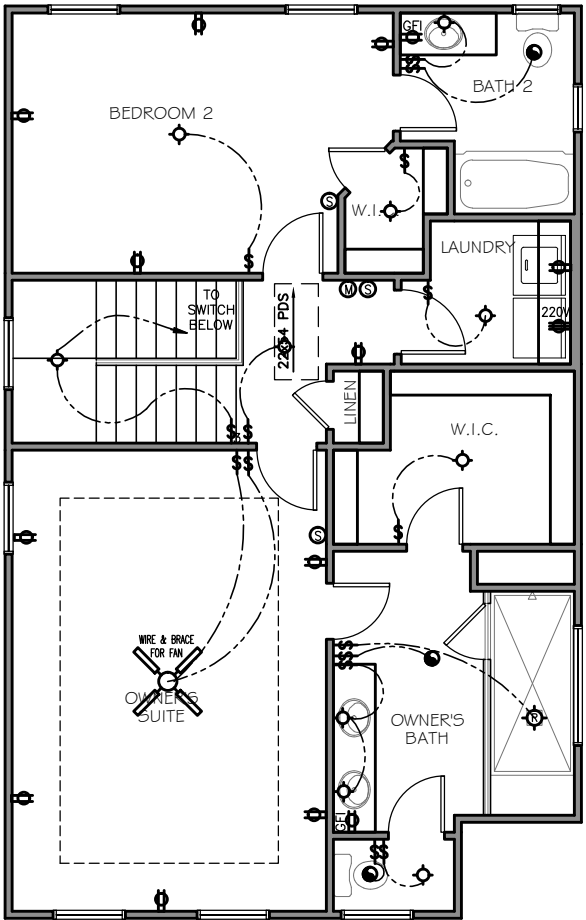 GFI
BATH 2
BEDROOM 2
S
W.I.
LAUNDRY
M S
TO
SWITCH
BELOW
22x54 PDS
220V
LINEN
W.I.C.
S
WIRE & BRACE
FOR FAN
OWNER'S
SUITE
OWNER'S
BATH
R
GFI